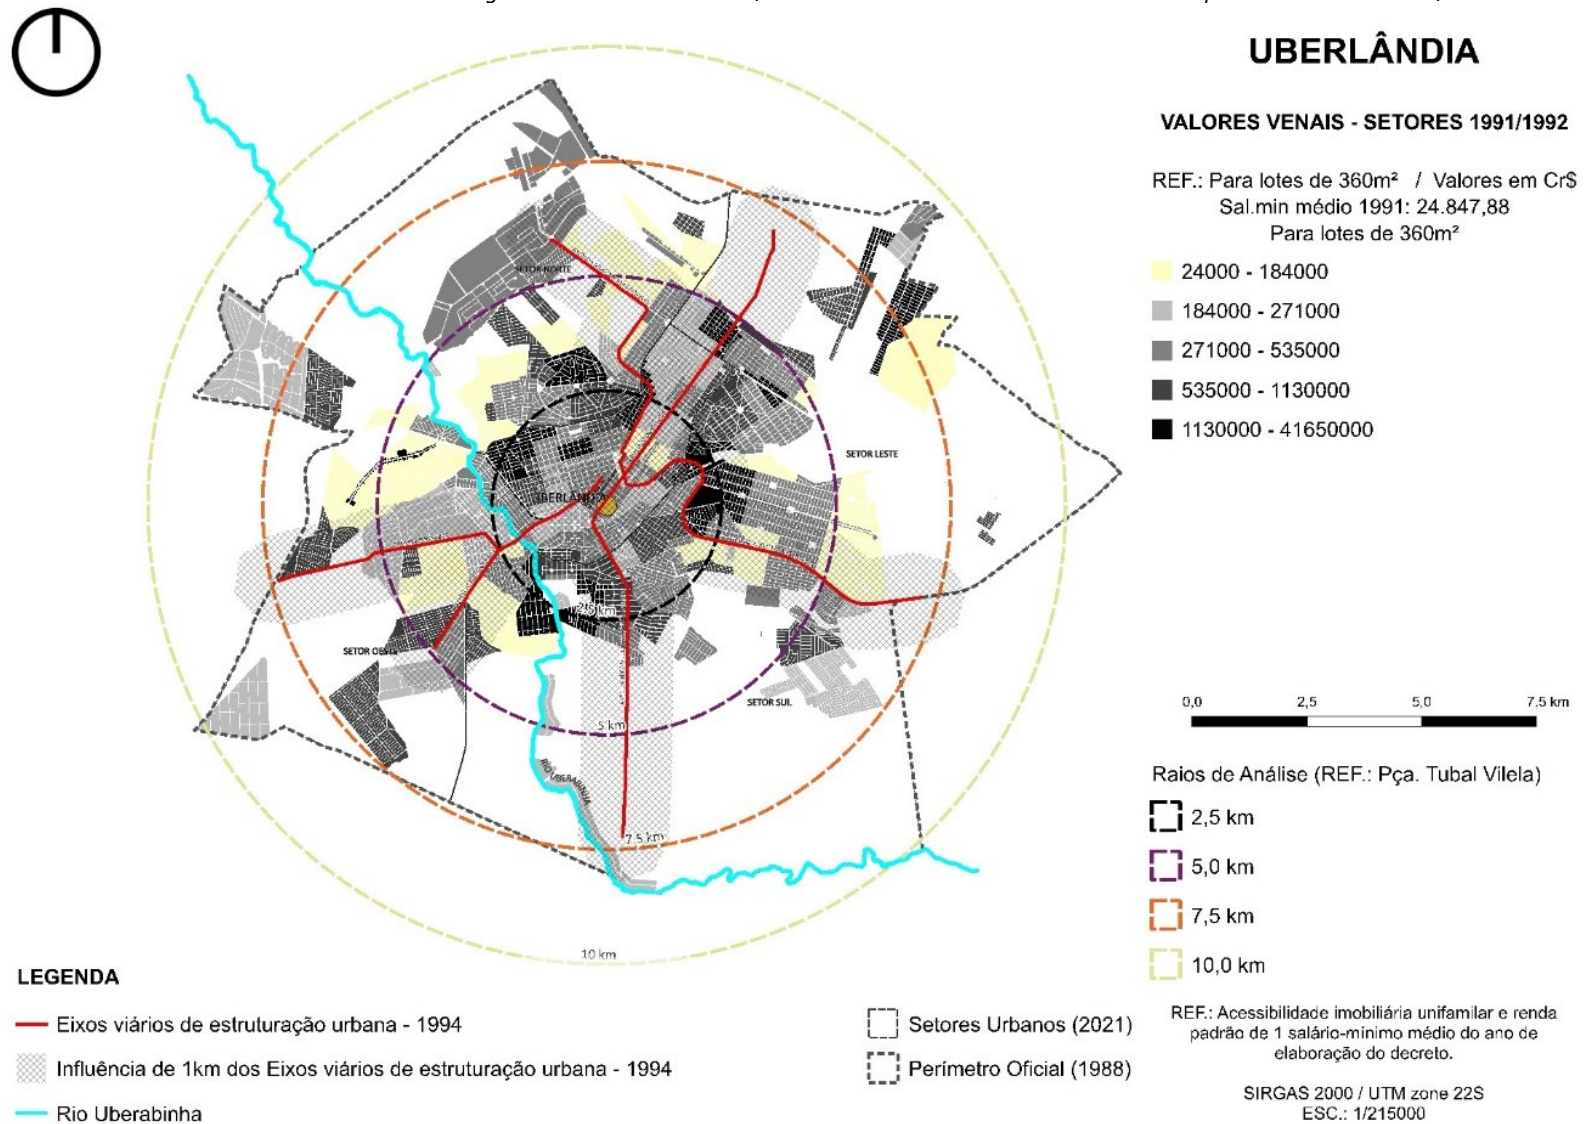 UBERLÂNDIA
VALORES VENAIS - SETORES 1991/1992
REF.: Para lotes de 360m² / Valores em Cr$
Sal.min médio 1991: 24.847,88
Para lotes de 360m²
24000 - 184000
184000 - 271000
271000 - 535000
535000 - 1130000
1130000 - 41650000
SETOR NORTE
SETOR LESTE
UBERLÂNDIA
2,5 km
SETOR OESTE
SETOR SUL
5 km
RIO UBERABINHA
7,5 km
10 km
0,0 2,5 5,0 7,5 km
Raios de Análise (REF.: Pça. Tubal Vilela)
2,5 km
5,0 km
7,5 km
10,0 km
LEGENDA
Eixos viários de estruturação urbana - 1994
Influência de 1km dos Eixos viários de estruturação urbana - 1994
Rio Uberabinha
Setores Urbanos (2021)
Perímetro Oficial (1988)
REF.: Acessibilidade imobiliária unifamilar e renda
padrão de 1 salário-mínimo médio do ano de
elaboração do decreto.
SIRGAS 2000 / UTM zone 22S
ESC.: 1/215000